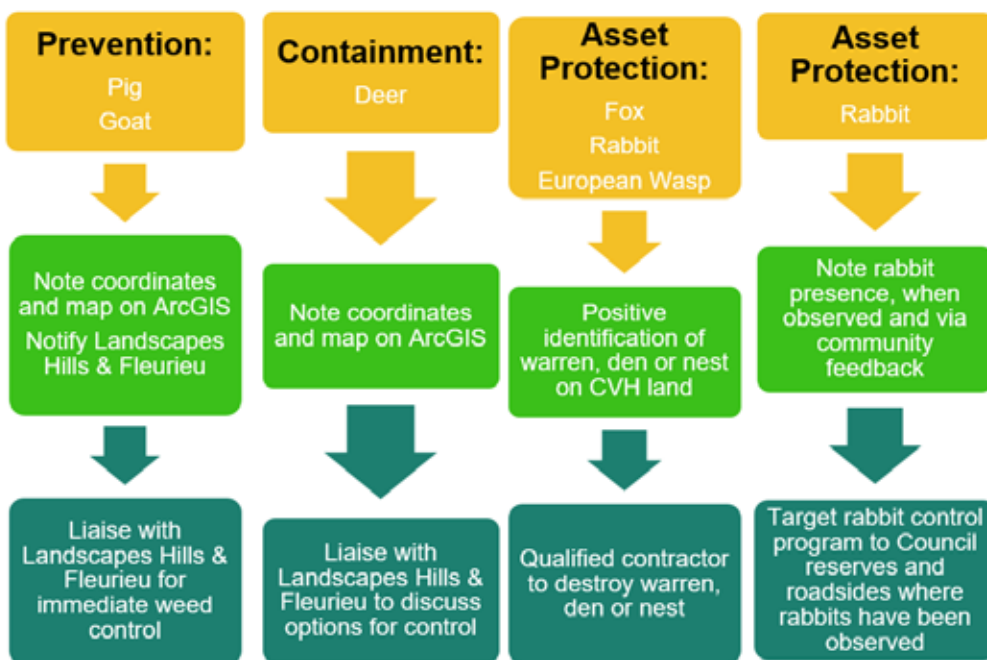 Prevention:
Pig
Goat
Containment:
Deer
Asset
Protection:
Fox
Rabbit
European Wasp
Asset
Protection:
Rabbit
Note coordinates
and map on ArcGIS
Notify Landscapes
Hills & Fleurieu
Note coordinates
and map on ArcGIS
Positive
identification of
warren, den or nest
on CVH land
Note rabbit
presence, when
observed and via
community
feedback
Liaise with
Landscapes Hills &
Fleurieu for
immediate weed
control
Liaise with
Landscapes Hills &
Fleurieu to discuss
options for control
Qualified contractor
to destroy warren,
den or nest
Target rabbit control
program to Council
reserves and
roadsides where
rabbits have been
observed